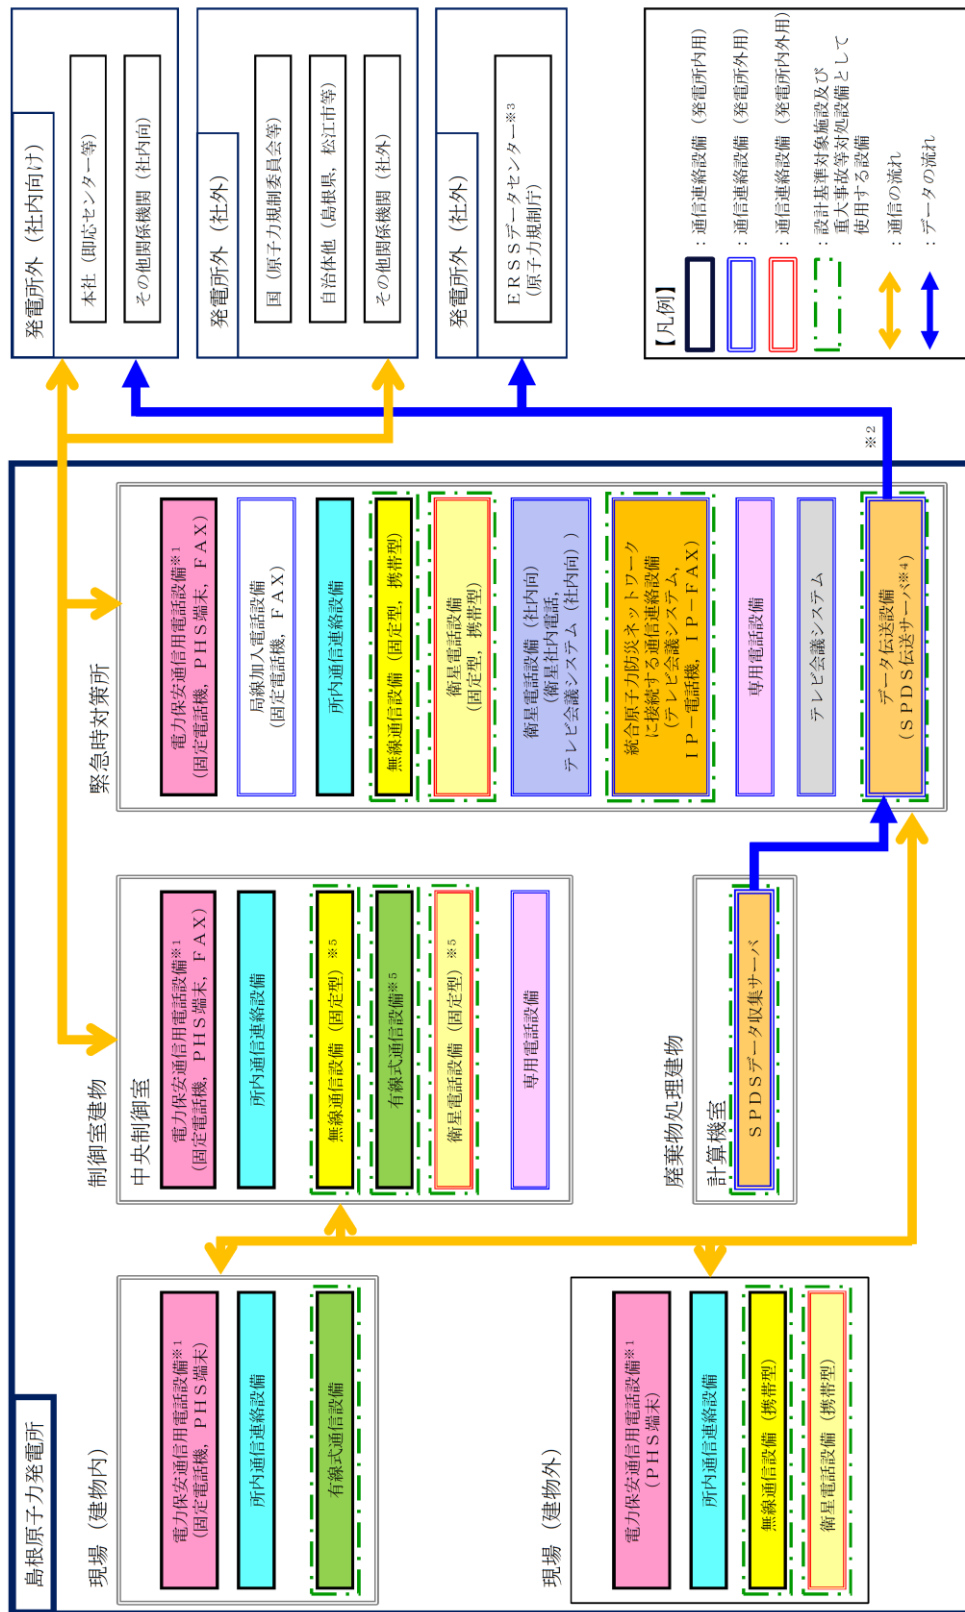 島根原子力発電所
現場（建物内）
電力保安通信用電話設備※1
(固定電話機, PHS端末)
所内通信連絡設備
有線式通信設備
現場（建物外）
電力保安通信用電話設備※1
(PHS端末)
所内通信連絡設備
無線通信設備（携帯型）
衛星電話設備（携帯型）
制御室建物
中央制御室
電力保安通信用電話設備※1
(固定電話機, PHS端末, FAX)
所内通信連絡設備
無線通信設備（固定型）※5
有線式通信設備※5
衛星電話設備（固定型）※5
専用電話設備
廃棄物処理建物
計算機室
SPDSデータ収集サーバ
緊急時対策所
電力保安通信用電話設備※1
(固定電話機, PHS端末, FAX)
局線加入電話設備
(固定電話機, FAX)
所内通信連絡設備
無線通信設備（固定型, 携帯型）
衛星電話設備
(固定型, 携帯型)
衛星電話設備（社内向）
(衛星社内電話,
テレビ会議システム（社内向））
統合原子力防災ネットワーク
に接続する通信連絡設備
(テレビ会議システム,
IP－電話機, IP－FAX)
専用電話設備
テレビ会議システム
データ伝送設備
(SPDS伝送サーバ※4)
※2
発電所外（社内向け）
本社（即応センター等）
その他関係機関（社内向）
発電所外（社外）
国（原子力規制委員会等）
自治体他（島根県, 松江市等）
その他関係機関（社外）
発電所外（社外）
ERSSデータセンター※3
(原子力規制庁)
【凡例】
：通信連絡設備（発電所内用）
：通信連絡設備（発電所外用）
：通信連絡設備（発電所内外用）
：設計基準対象施設及び
重大事故等対処設備として
使用する設備
：通信の流れ
：データの流れ